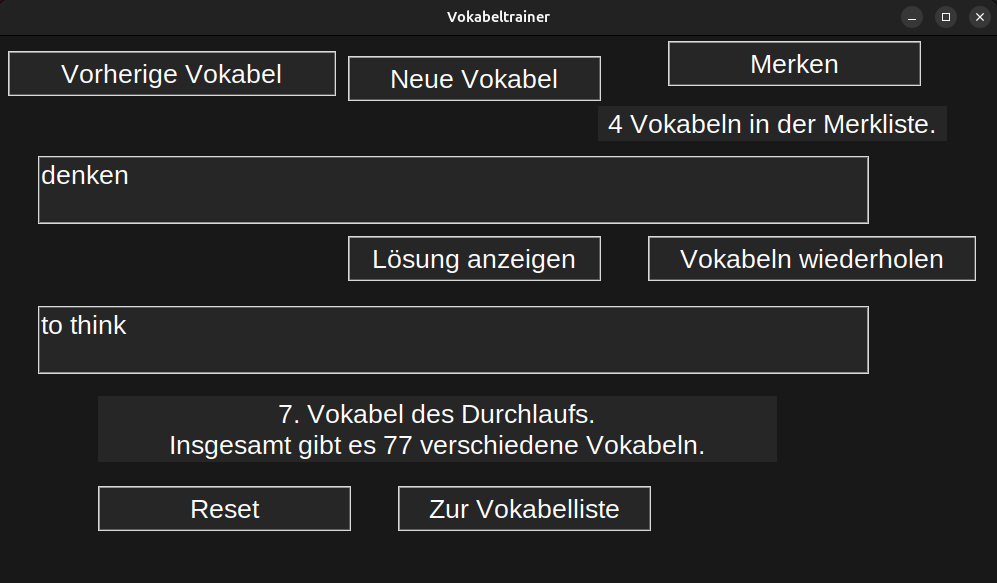 Vokabeltrainer
Vorherige Vokabel
Neue Vokabel
Merken
4 Vokabeln in der Merkliste.
denken
Lösung anzeigen
Vokabeln wiederholen
to think
7. Vokabel des Durchlaufs.
Insgesamt gibt es 77 verschiedene Vokabeln.
Reset
Zur Vokabelliste